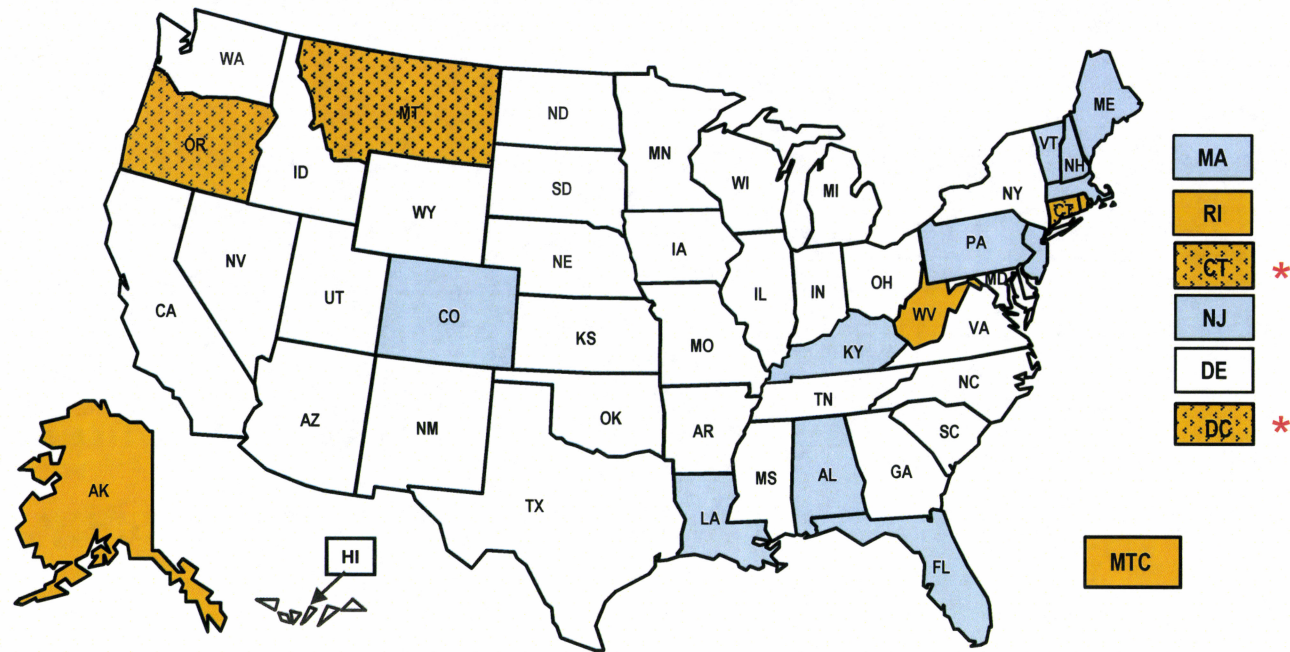 WA
MT
ND
MN
ME
VT
NH
OR
ID
SD
WI
MI
NY
WY
CT
IA
PA
NE
NV
UT
CO
IL
IN
OH
MD
WV
VA
CA
KS
MO
KY
NC
TN
AZ
NM
OK
AR
SC
MS
AL
GA
TX
LA
FL
AK
HI
MA
RI
CT *
NJ
DE
DC *
MTC